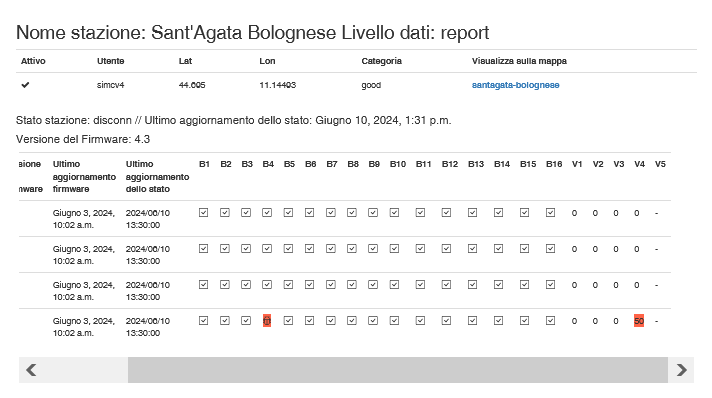 Nome stazione: Sant'Agata Bolognese Livello dati: report
Attivo Utente Lat Lon Categoria Visualizza sulla mappa
simcv4 44.605 11.14403 good santagata-bolognese
Stato stazione: disconn // Ultimo aggiornamento dello stato: Giugno 10, 2024, 1:31 p.m.
Versione del Firmware: 4.3
sione Ultimo Ultimo B1 B2 B3 B4 B5 B6 B7 B8 B9 B10 B11 B12 B13 B14 B15 B16 V1 V2 V3 V4 V5
aggiornamento aggiornamento
nware firmware dello stato
Giugno 3, 2024, 2024/06/10 0 0 0 0 -
10:02 a.m. 13:30:00
Giugno 3, 2024, 2024/06/10 0 0 0 0 -
10:02 a.m. 13:30:00
Giugno 3, 2024, 2024/06/10 0 0 0 0 -
10:02 a.m. 13:30:00
Giugno 3, 2024, 2024/06/10 0 0 0 50 -
10:02 a.m. 13:30:00